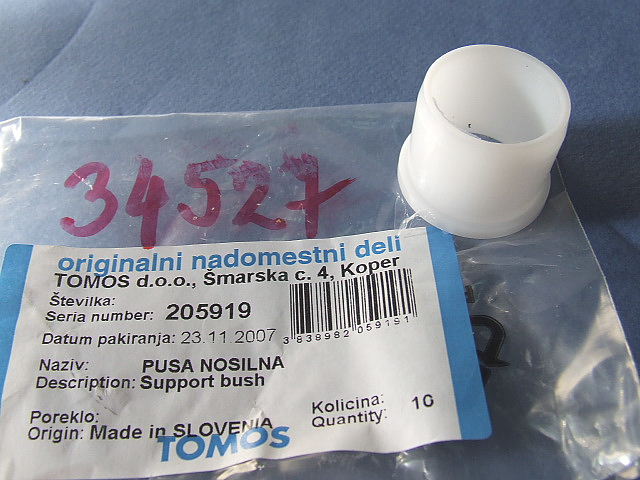 34527
originalni nadomestni deli
TOMOS d.o.o., Šmarska c. 4, Koper
Številka:
Seria number: 205919
Datum pakiranja: 23.11.2007
3 838982 059191
Naziv: PUSA NOSILNA
Description: Support bush
Poreklo:
Origin: Made in SLOVENIA
Kolicina:
Quantity: 10
TOMOS